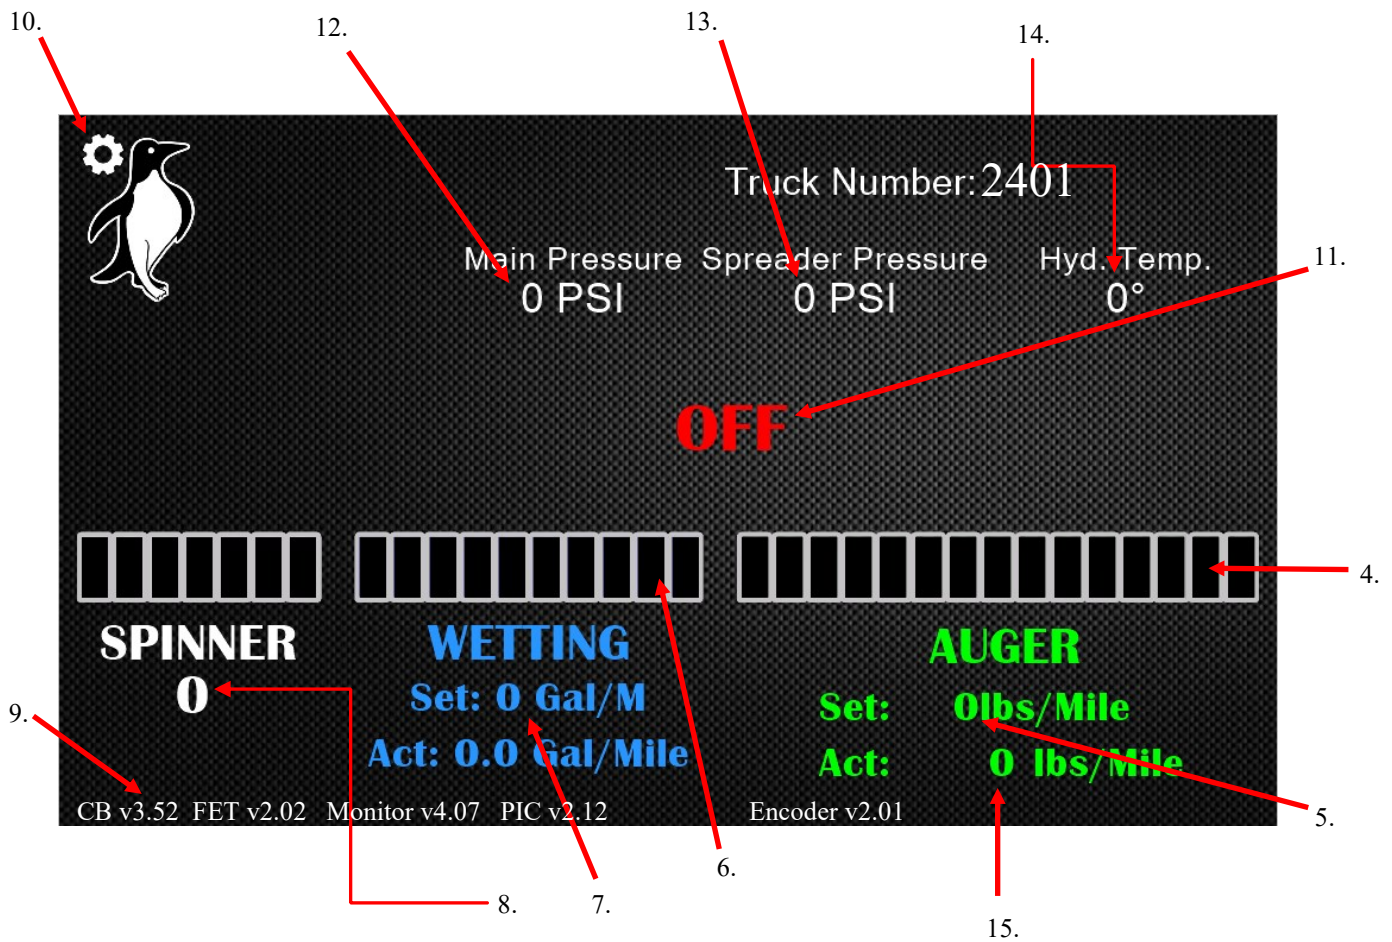 10.
12.
13.
14.
Truck Number: 2401
Main Pressure Spreader Pressure Hyd. Temp.
0 PSI 0 PSI 0°
11.
OFF
4.
SPINNER WETTING AUGER
0 Set: 0 Gal/M Set: 0lbs/Mile
Act: 0.0 Gal/Mile Act: 0 lbs/Mile
9.
CB v3.52 FET v2.02 Monitor v4.07 PIC v2.12 Encoder v2.01
5.
6.
8. 7.
15.